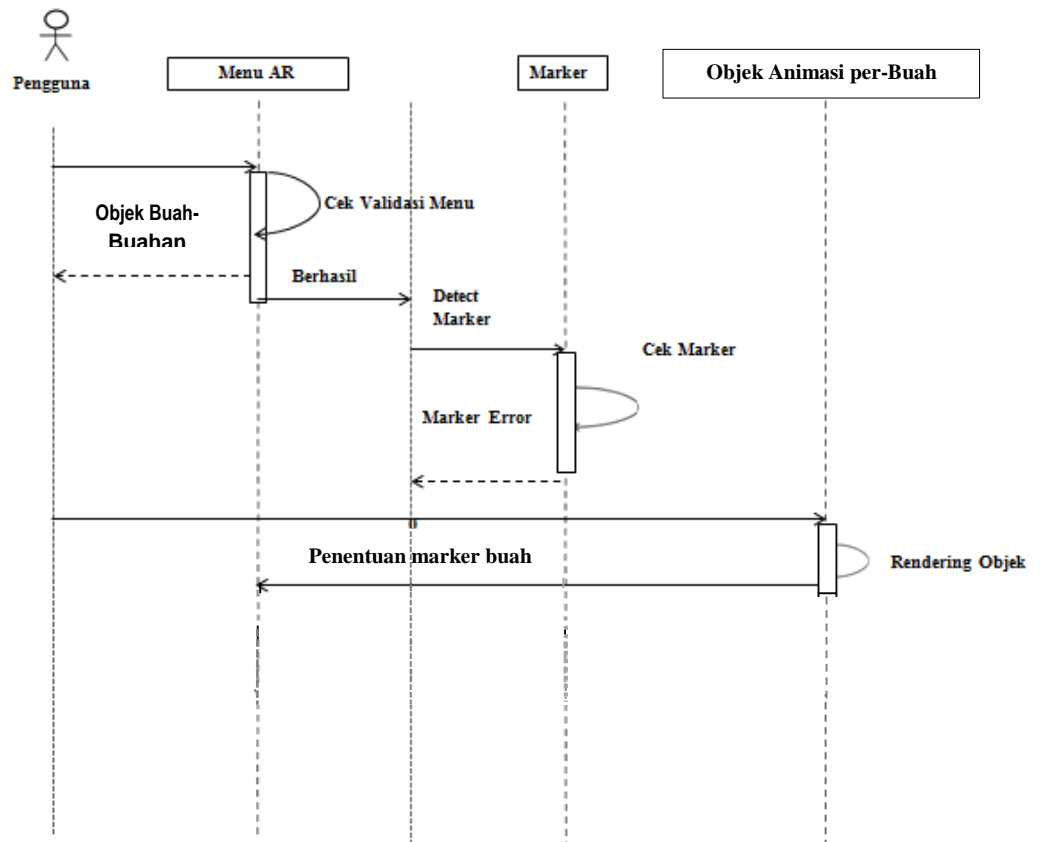 Pengguna
Menu AR
Marker
Objek Animasi per-Buah
Cek Validasi Menu
Objek Buah-
Buahan
Berhasil
Detect
Marker
Cek Marker
Marker Error
0
Penentuan marker buah
Rendering Objek